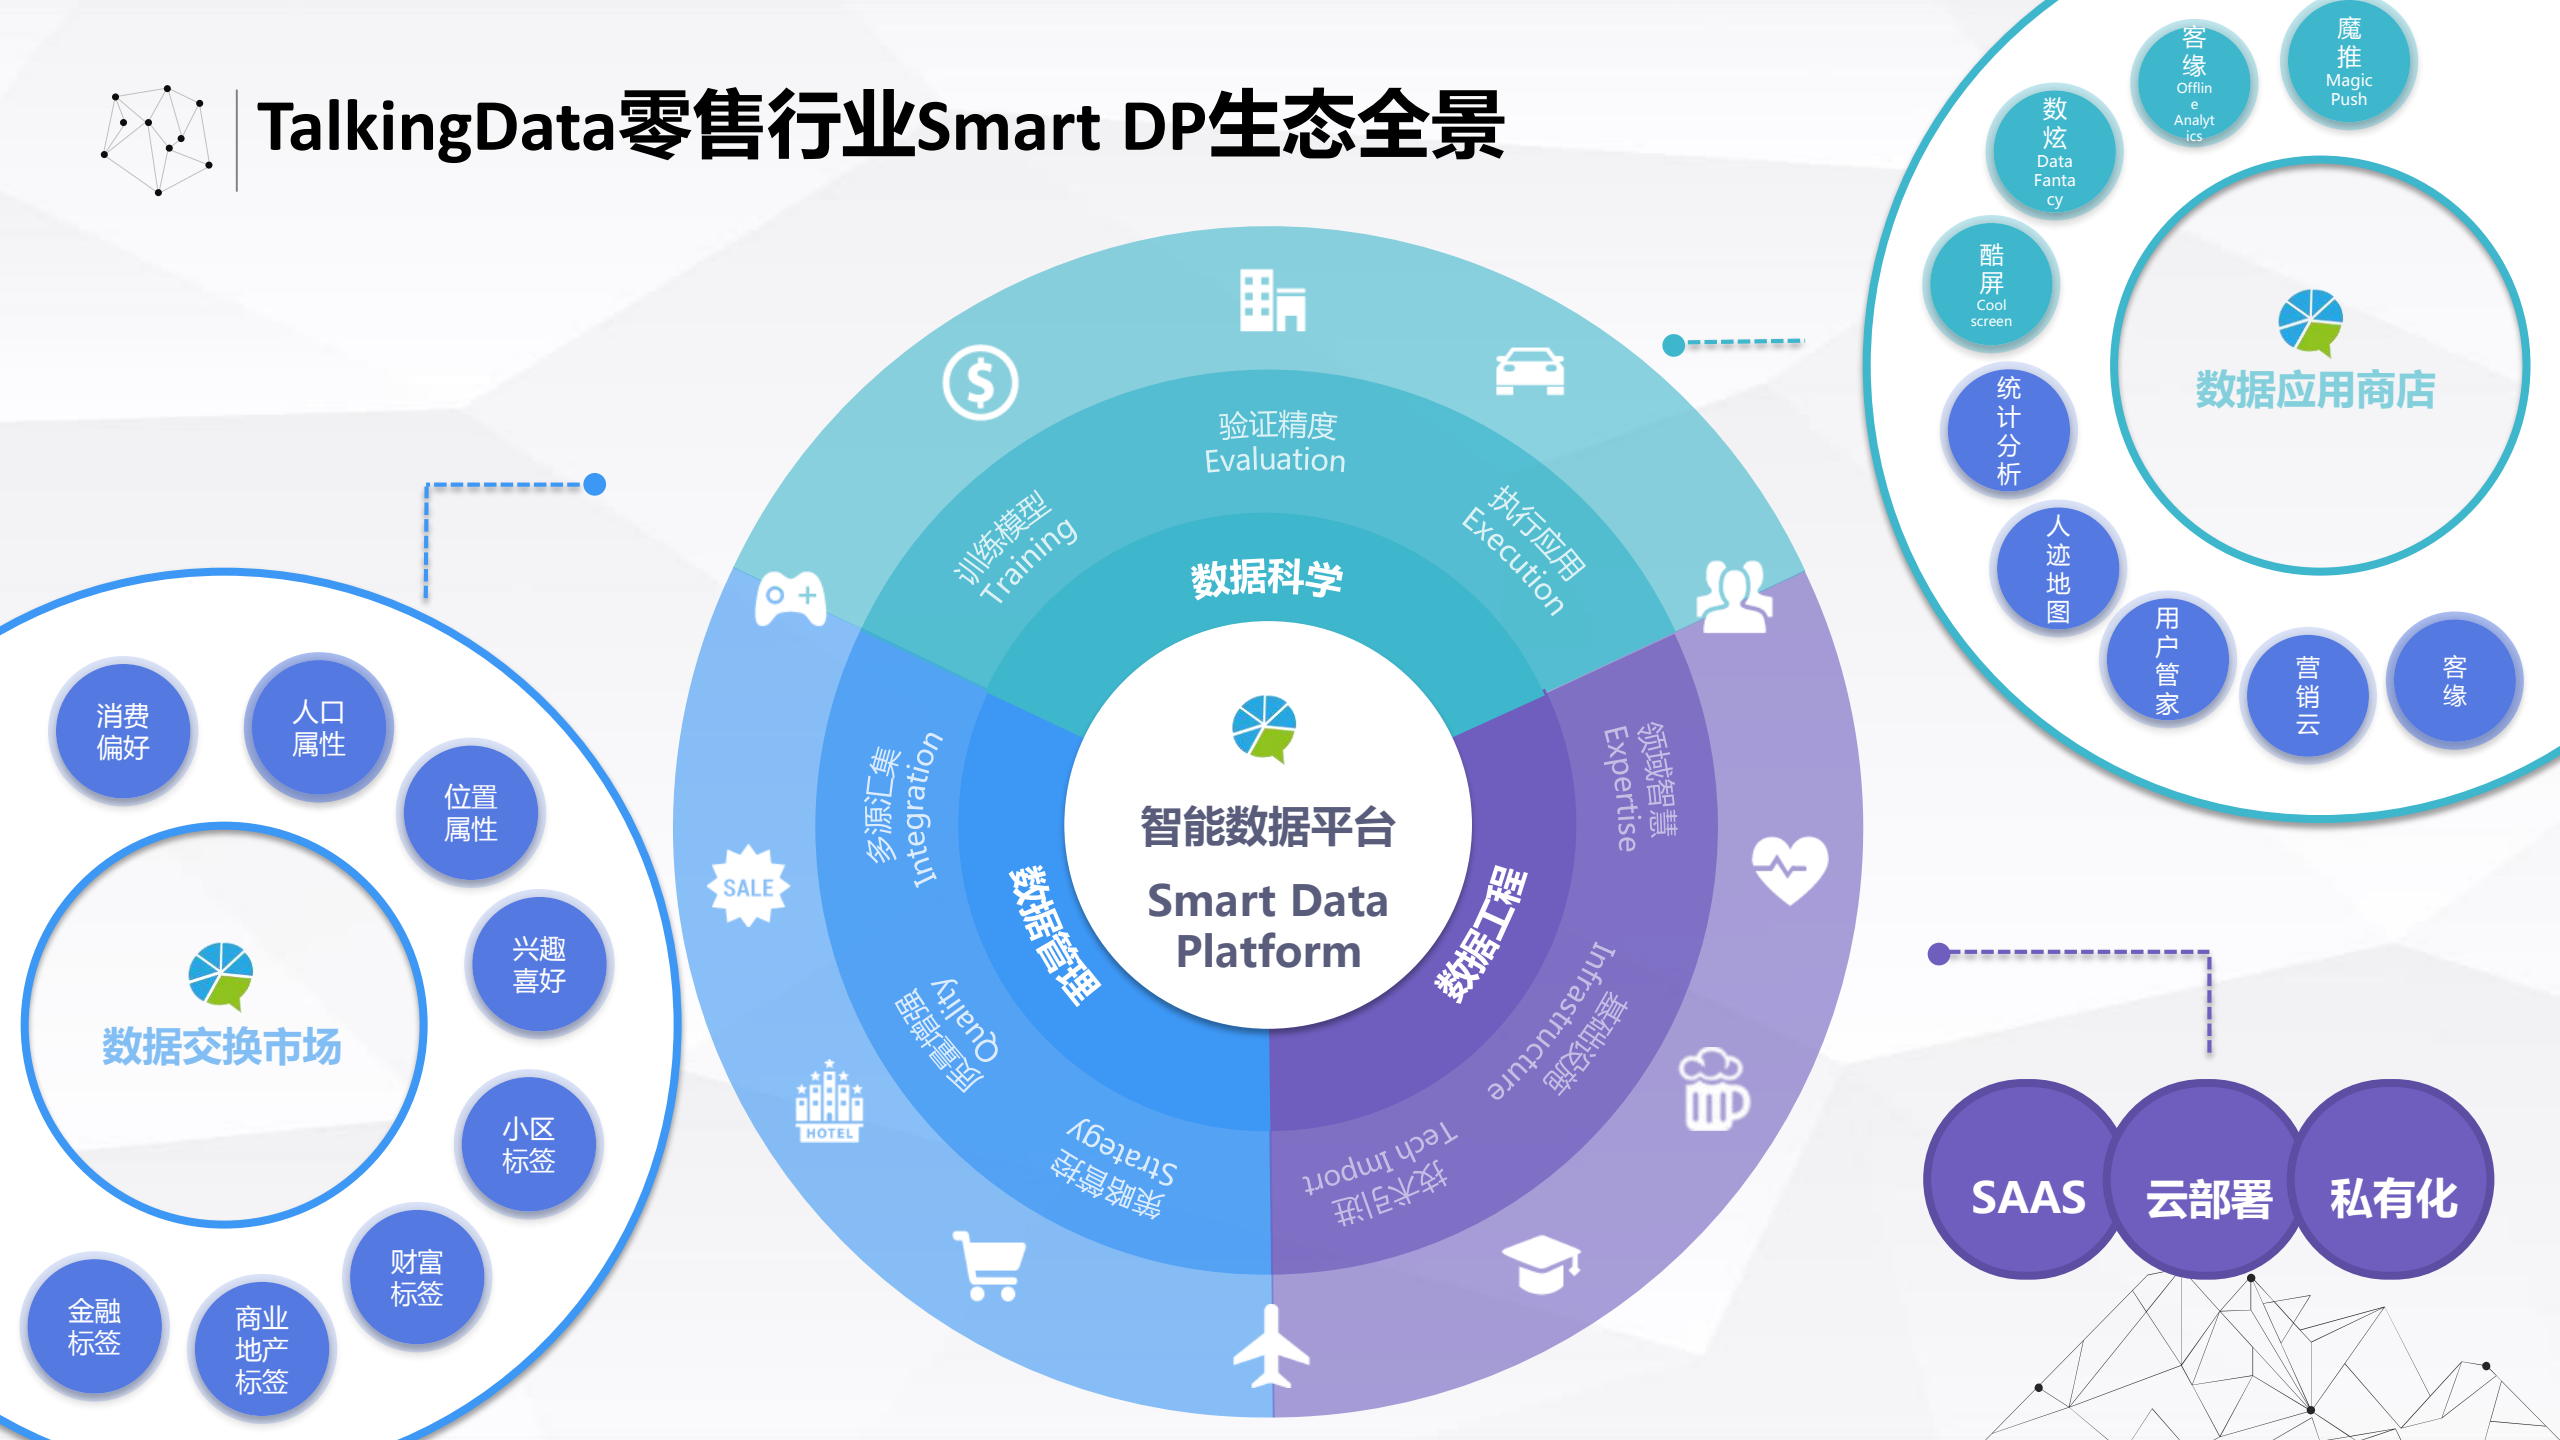 TalkingData零售行业Smart DP生态全景
魔
推
Magic
Push
客
缘
Offlin
e
Analyt
ics
数
炫
Data
Fanta
cy
酷
屏
Cool
screen
统
计
分
析
人
迹
地
图
用
户
管
家
营
销
云
客
缘
数据应用商店
验证精度
Evaluation
训练模型
Training
执行应用
Execution
数据科学
领域智慧
Expertise
基础设施
Infrastructure
技术引进
Tech Import
数据工程
多源汇集
Integration
质量增强
Quality
策略管控
Strategy
数据管理
智能数据平台
Smart Data
Platform
SALE
HOTEL
消费
偏好
人口
属性
位置
属性
兴趣
喜好
小区
标签
财富
标签
商业
地产
标签
金融
标签
数据交换市场
SAAS
云部署
私有化